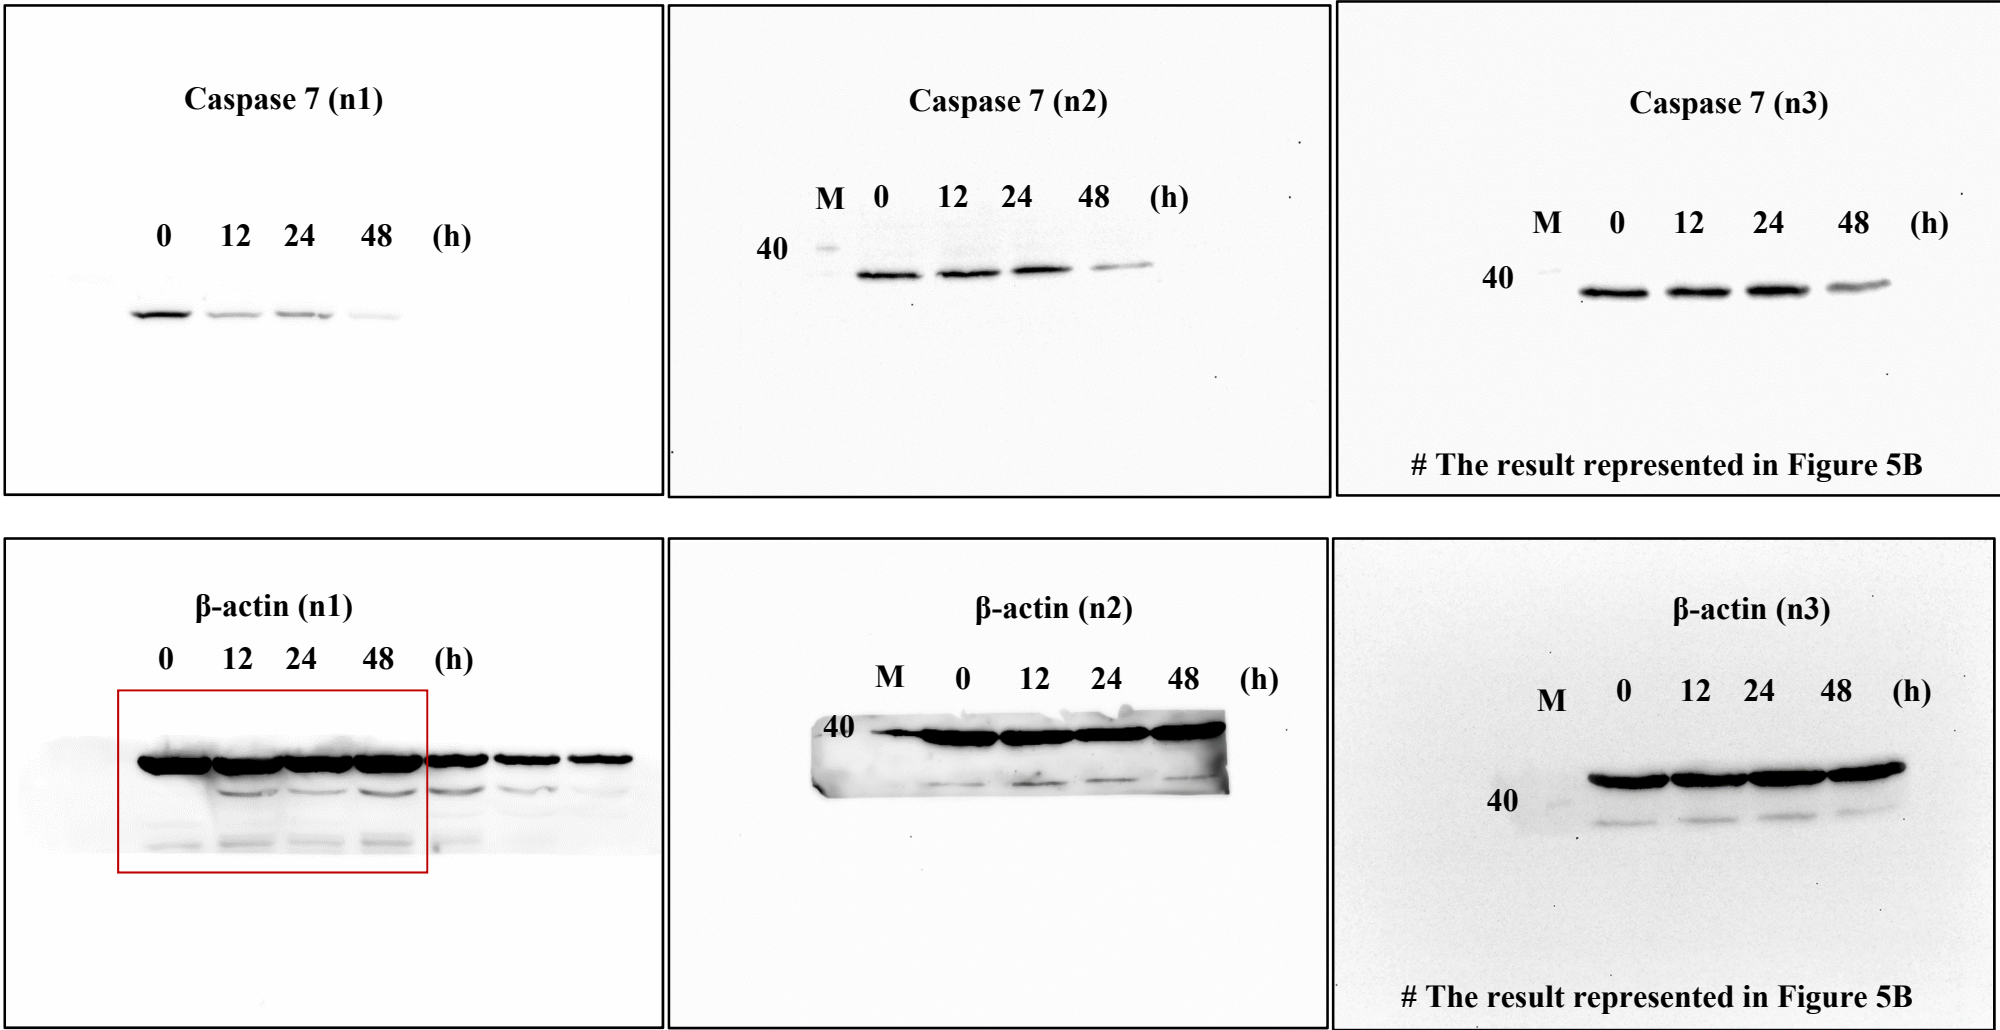 Caspase 7 (n1)
0 12 24 48 (h)
Caspase 7 (n2)
M 0 12 24 48 (h)
40
Caspase 7 (n3)
M 0 12 24 48 (h)
40
# The result represented in Figure 5B
β-actin (n1)
0 12 24 48 (h)
β-actin (n2)
M 0 12 24 48 (h)
40
β-actin (n3)
M 0 12 24 48 (h)
40
# The result represented in Figure 5B